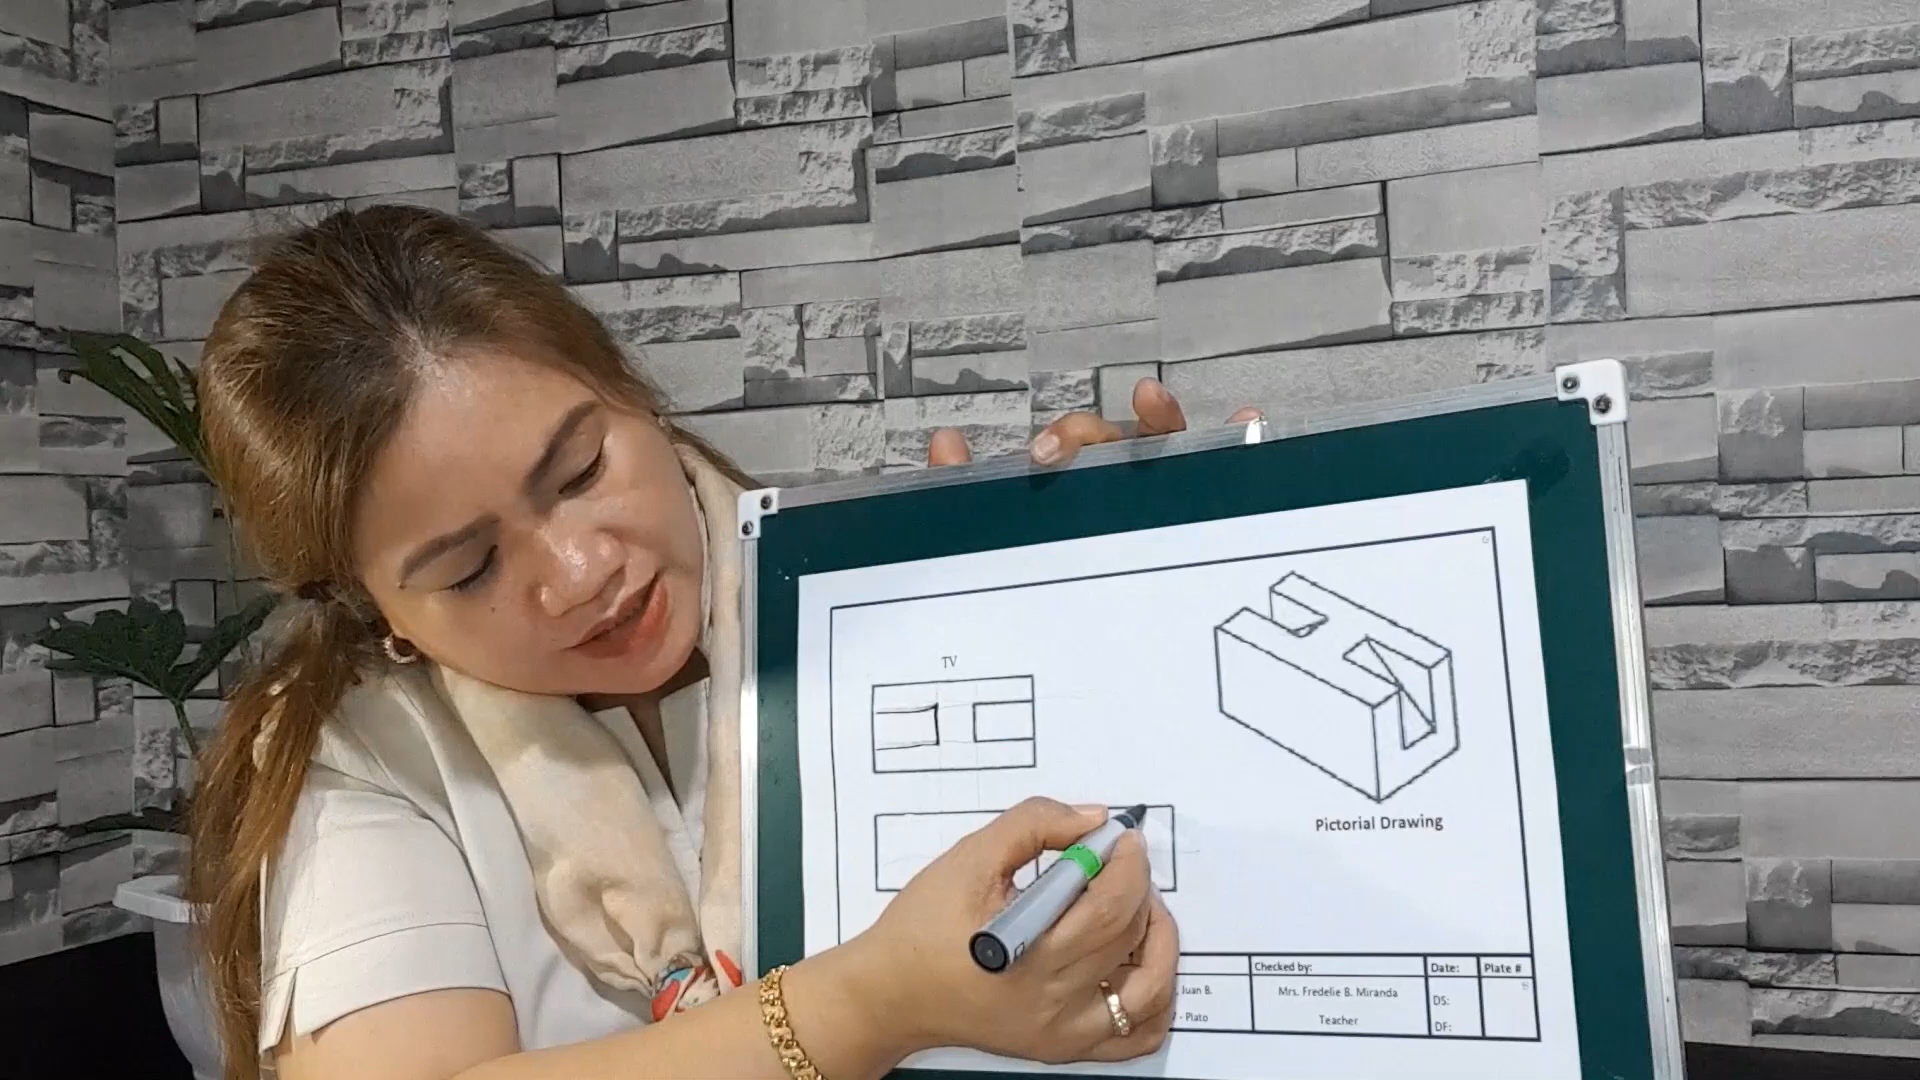 TV
Pictorial Drawing
Checked by:
Date:
Plate #
, Juan B.
Mrs. Fredelie B. Miranda
DS:
- Plato
Teacher
DF: